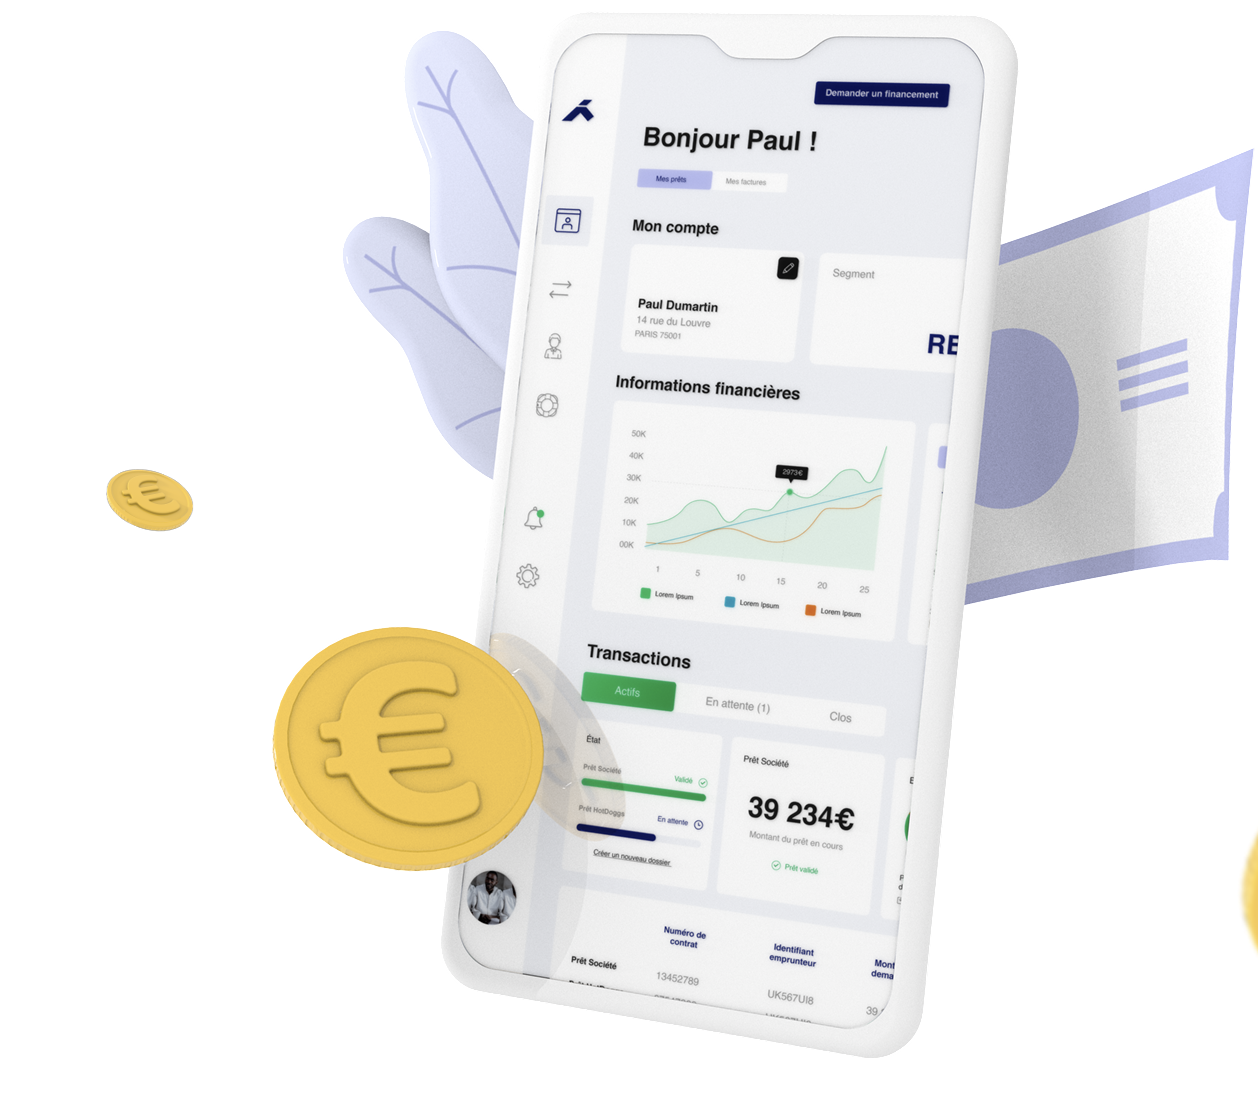 Demander un financement
Bonjour Paul !
Mes prêts
Mes factures
Mon compte
Paul Dumartin
14 rue du Louvre
PARIS 75001
Segment
RE
Informations financières
50K
40K
30K
20K
10K
00K
2973€
1
5
10
15
20
25
Lorem Ipsum
Lorem Ipsum
Lorem Ipsum
Transactions
Actifs
En attente (1)
Clos
État
Prêt Société
Validé
Prêt HotDoggs
En attente
Créer un nouveau dossier
Prêt Société
39 234€
Montant du prêt en cours
Prêt validé
Numéro de
contrat
Identifiant
emprunteur
Mont
dema
Prêt Société
13452789
UK567UI8
39